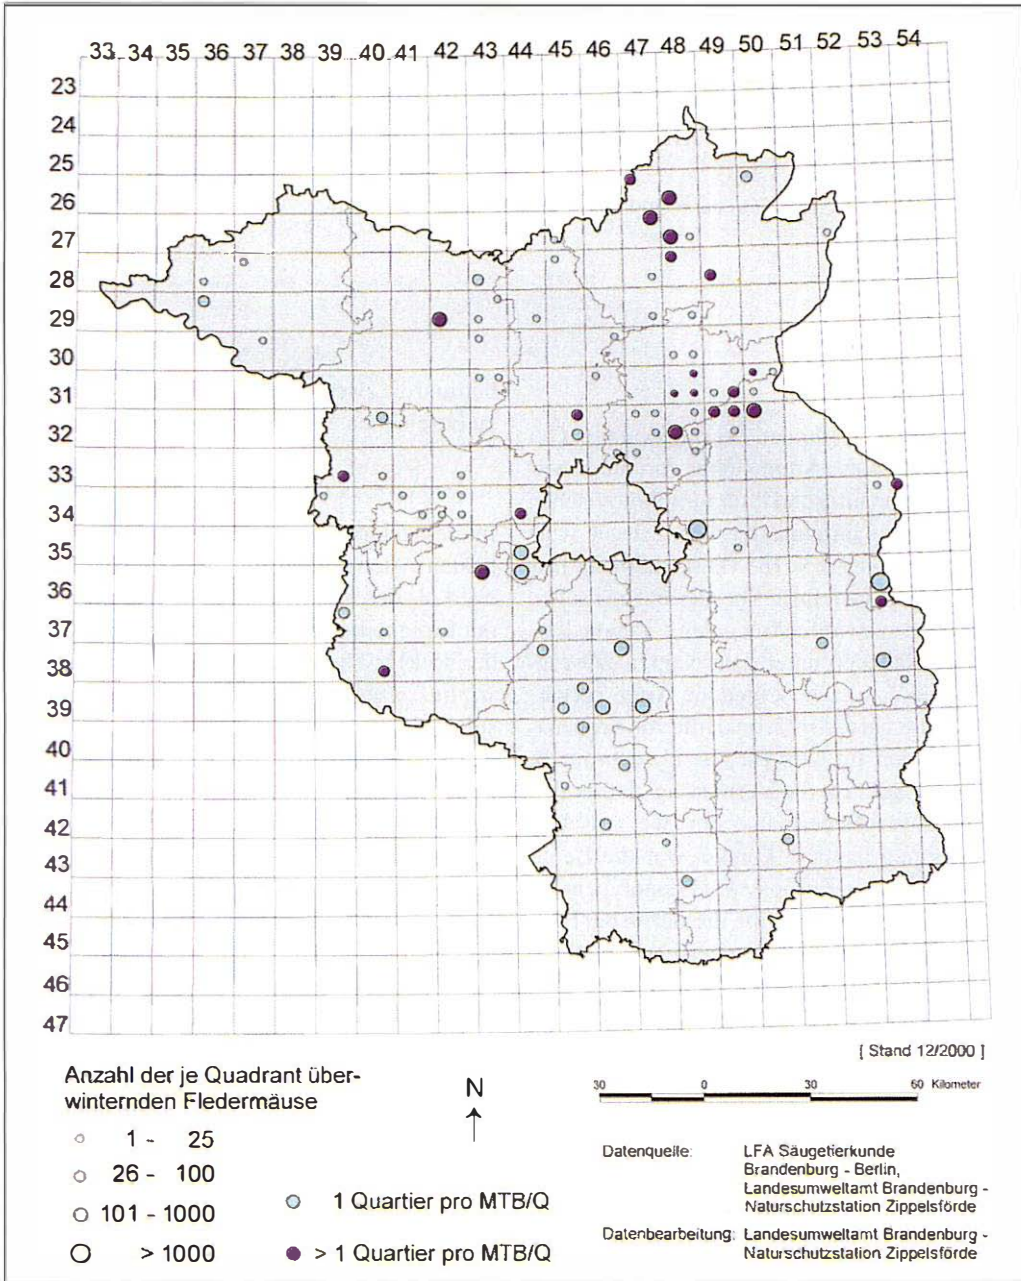 33 34 35 36 37 38 39 40 41 42 43 44 45 46 47 48 49 50 51 52 53 54
23
24
25
26
27
28
29
30
31
32
33
34
35
36
37
38
39
40
41
42
43
44
45
46
47
[ Stand 12/2000 ]
Anzahl der je Quadrant über-
winternden Fledermäuse
1 - 25
26 - 100
101 - 1000
> 1000
1 Quartier pro MTB/Q
> 1 Quartier pro MTB/Q
N
30 0 30 60 Kilometer
Datenquelle: LFA Säugetierkunde
Brandenburg - Berlin,
Landesumweltamt Brandenburg -
Naturschutzstation Zippelsförde
Datenbearbeitung: Landesumweltamt Brandenburg -
Naturschutzstation Zippelsförde